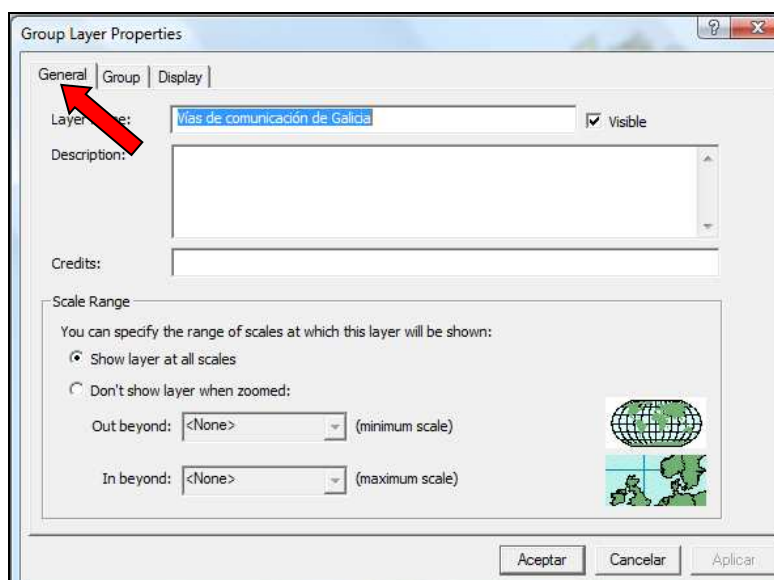 Group Layer Properties
General Group Display
Layer Name: Vías de comunicación de Galicia Visible
Description:
Credits:
Scale Range
You can specify the range of scales at which this layer will be shown:
Show layer at all scales
Don't show layer when zoomed:
Out beyond: <None> (minimum scale)
In beyond: <None> (maximum scale)
Aceptar Cancelar Aplicar